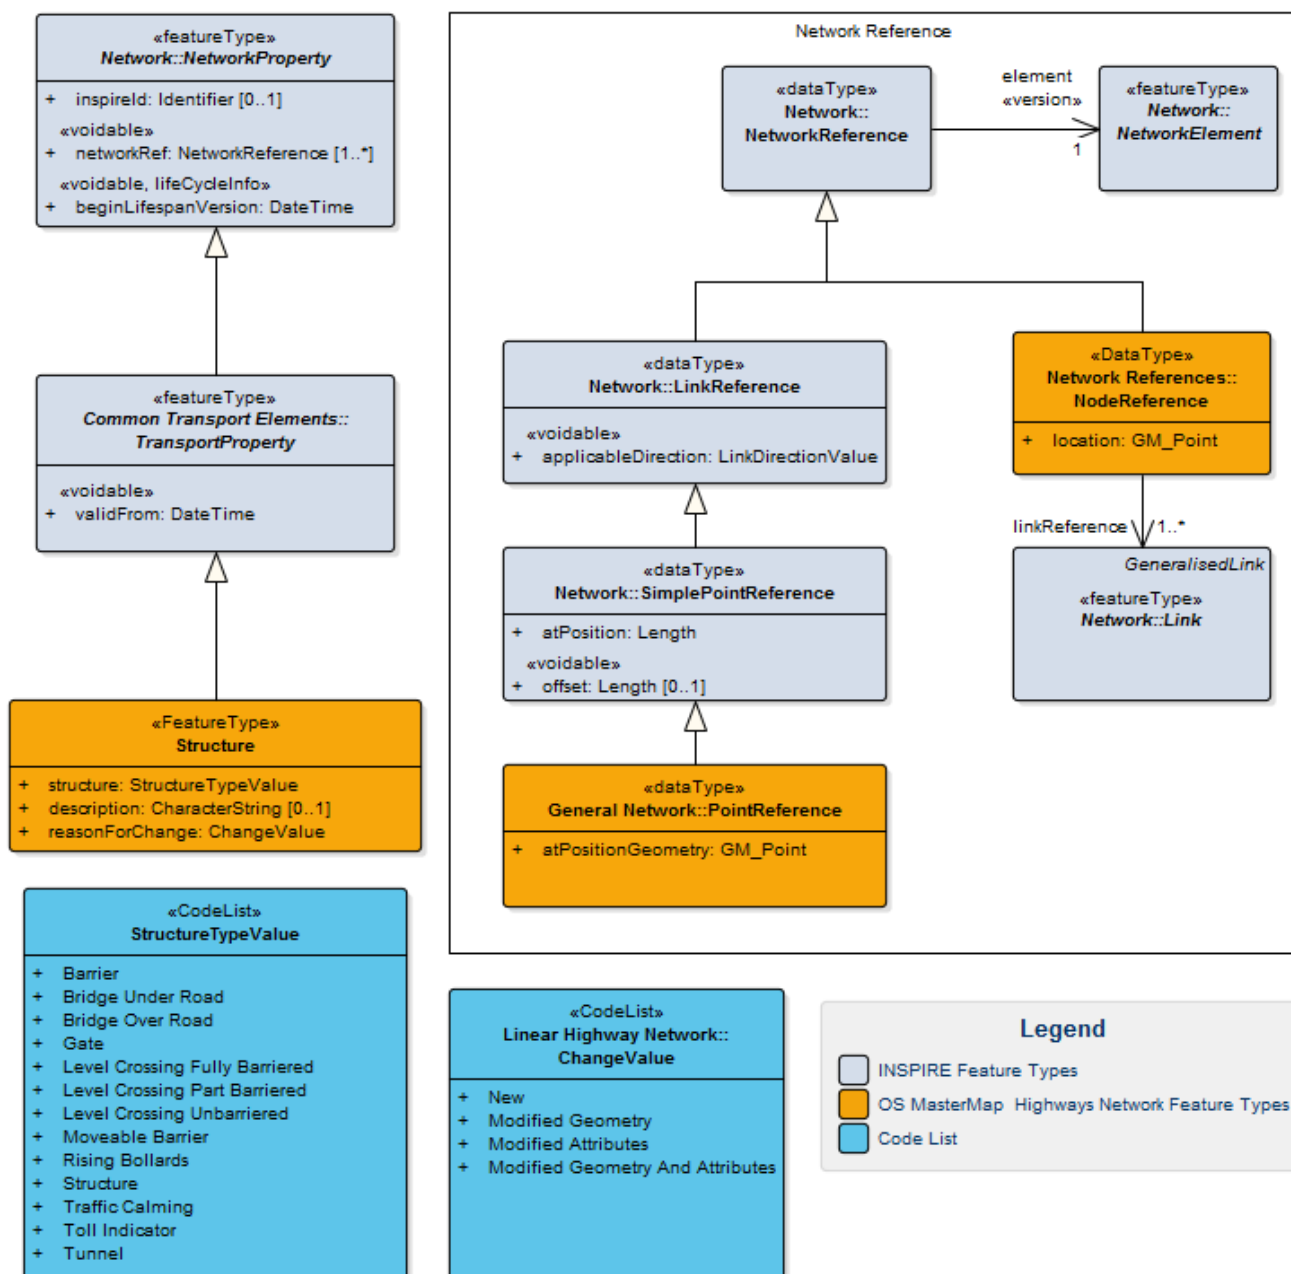 «featureType»
Network::NetworkProperty
+ inspireId: Identifier [0..1]
«voidable»
+ networkRef: NetworkReference [1..*]
«voidable, lifeCycleInfo»
+ beginLifespanVersion: DateTime
«featureType»
Common Transport Elements::
TransportProperty
«voidable»
+ validFrom: DateTime
«FeatureType»
Structure
+ structure: StructureTypeValue
+ description: CharacterString [0..1]
+ reasonForChange: ChangeValue
«CodeList»
StructureTypeValue
+ Barrier
+ Bridge Under Road
+ Bridge Over Road
+ Gate
+ Level Crossing Fully Barriered
+ Level Crossing Part Barriered
+ Level Crossing Unbarriered
+ Moveable Barrier
+ Rising Bollards
+ Structure
+ Traffic Calming
+ Toll Indicator
+ Tunnel
Network Reference
«dataType»
Network::
NetworkReference
element
«version»
1
«featureType»
Network::
NetworkElement
«dataType»
Network::LinkReference
«voidable»
+ applicableDirection: LinkDirectionValue
«DataType»
Network References::
NodeReference
+ location: GM_Point
linkReference 1..*
GeneralisedLink
«featureType»
Network::Link
«dataType»
Network::SimplePointReference
+ atPosition: Length
«voidable»
+ offset: Length [0..1]
«dataType»
General Network::PointReference
+ atPositionGeometry: GM_Point
«CodeList»
Linear Highway Network::
ChangeValue
+ New
+ Modified Geometry
+ Modified Attributes
+ Modified Geometry And Attributes
Legend
INSPIRE Feature Types
OS MasterMap Highways Network Feature Types
Code List